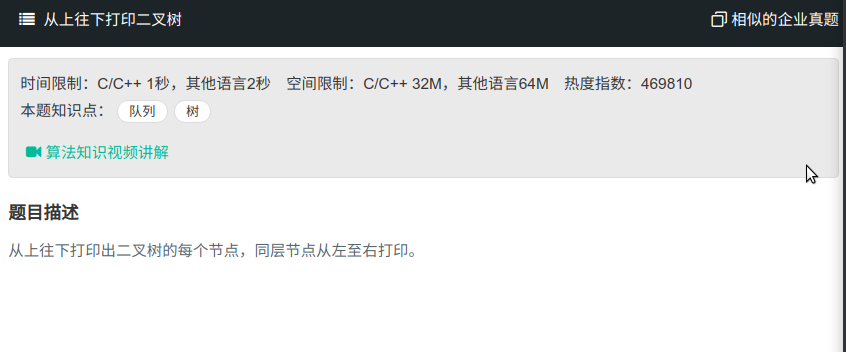 从上往下打印二叉树 相似的企业真题
时间限制：C/C++ 1秒，其他语言2秒 空间限制：C/C++ 32M，其他语言64M 热度指数：469810
本题知识点： 队列 树
算法知识视频讲解
题目描述
从上往下打印出二叉树的每个节点，同层节点从左至右打印。